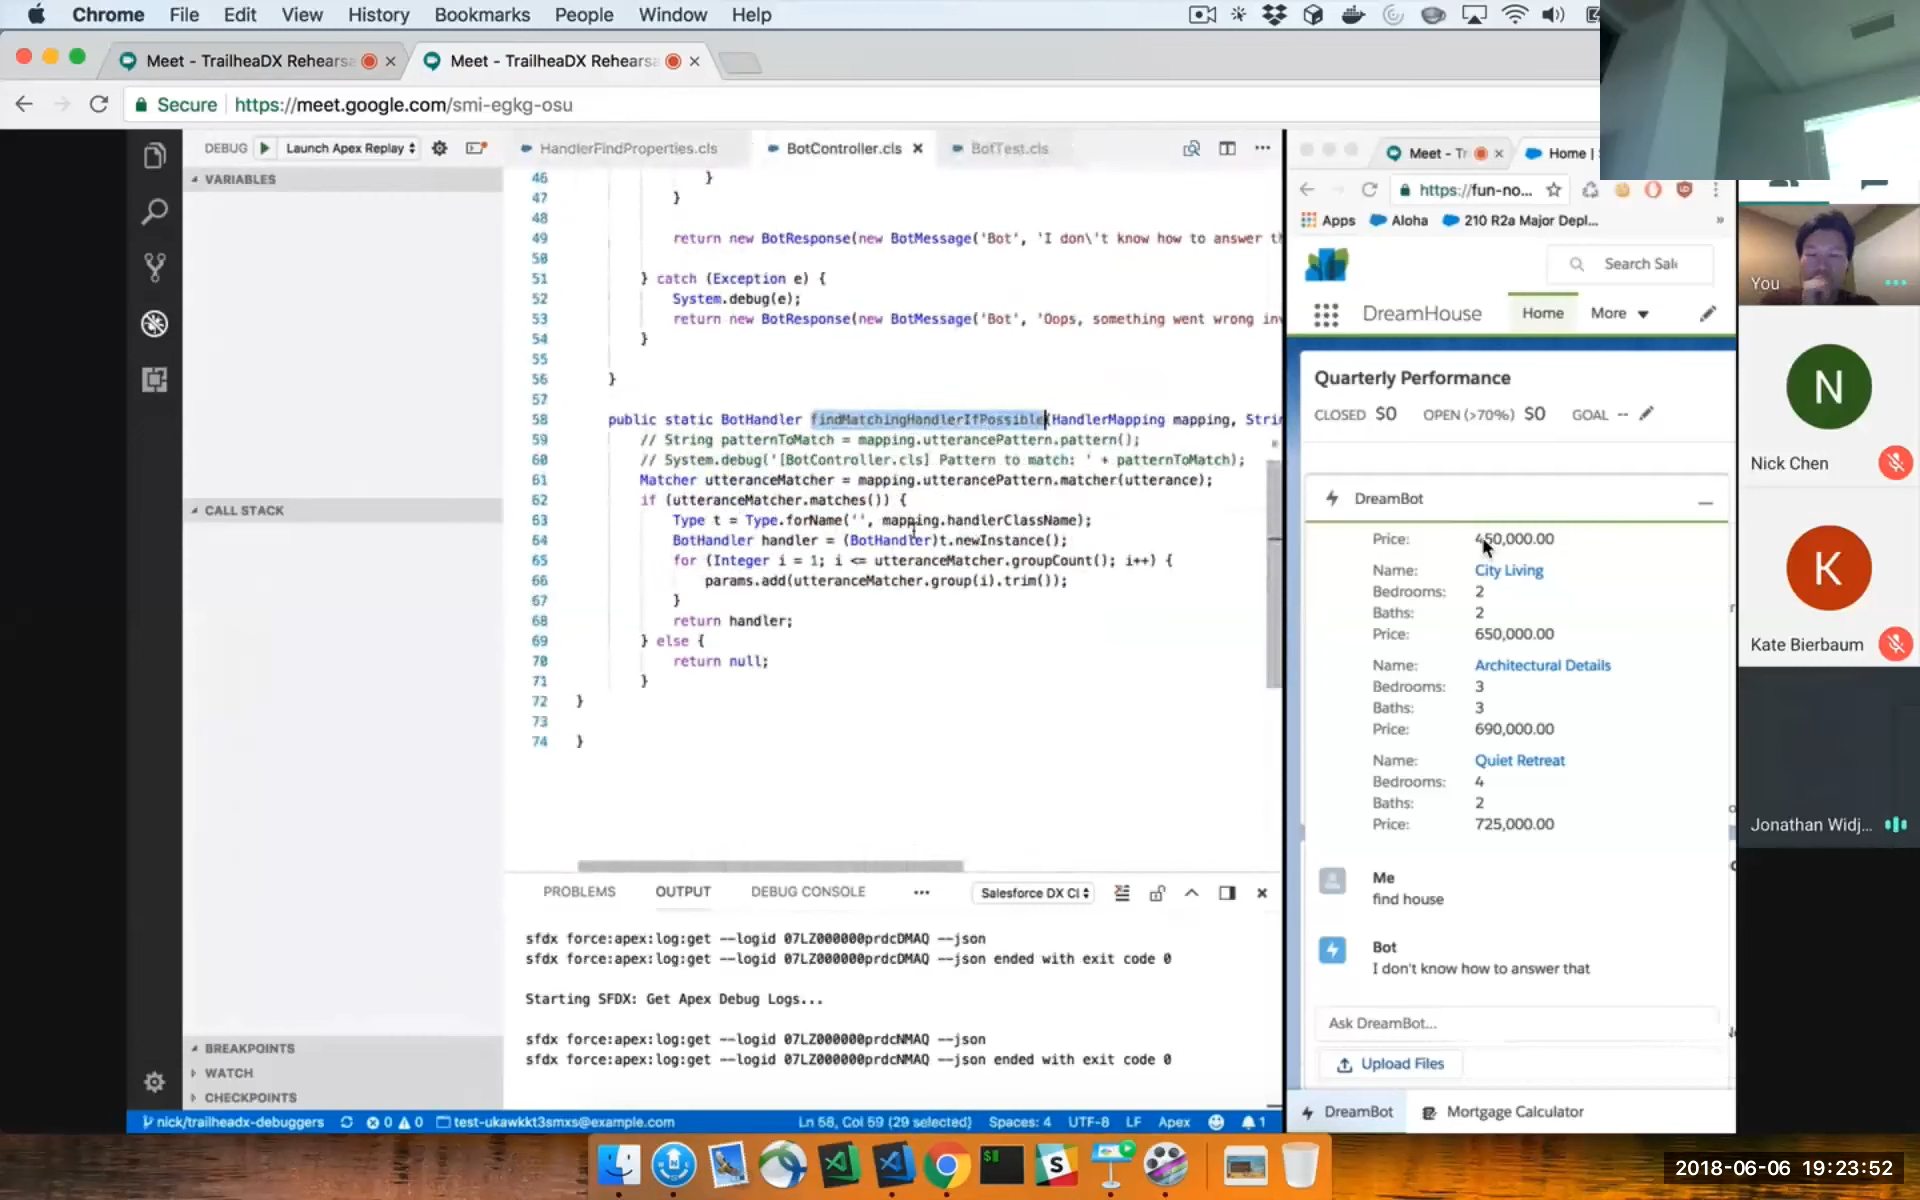 Chrome File Edit View History Bookmarks People Window Help
Meet - TrailheaDX Rehearsa
Meet - TrailheaDX Rehearsa
Secure https://meet.google.com/smi-egkg-osu
DEBUG Launch Apex Replay
VARIABLES
CALL STACK
BREAKPOINTS
WATCH
CHECKPOINTS
HandlerFindProperties.cls BotController.cls BotTest.cls
46 }
47 }
48
49 return new BotResponse(new BotMessage('Bot', 'I don\'t know how to answer th
50
51 } catch (Exception e) {
52 System.debug(e);
53 return new BotResponse(new BotMessage('Bot', 'Oops, something went wrong inv
54 }
55
56 }
57
58 public static BotHandler findMatchingHandlerIfPossible(HandlerMapping mapping, Strin
59 // String patternToMatch = mapping.utterancePattern.pattern();
60 // System.debug('[BotController.cls] Pattern to match: ' + patternToMatch);
61 Matcher utteranceMatcher = mapping.utterancePattern.matcher(utterance);
62 if (utteranceMatcher.matches()) {
63 Type t = Type.forName('', mapping.handlerClassName);
64 BotHandler handler = (BotHandler)t.newInstance();
65 for (Integer i = 1; i <= utteranceMatcher.groupCount(); i++) {
66 params.add(utteranceMatcher.group(i).trim());
67 }
68 return handler;
69 } else {
70 return null;
71 }
72 }
73
74 }
PROBLEMS OUTPUT DEBUG CONSOLE ••• Salesforce DX Cl
sfdx force:apex:log:get --logid 07LZ000000prdcDMAQ --json
sfdx force:apex:log:get --logid 07LZ000000prdcDMAQ --json ended with exit code 0
Starting SFDX: Get Apex Debug Logs...
sfdx force:apex:log:get --logid 07LZ000000prdcNMAQ --json
sfdx force:apex:log:get --logid 07LZ000000prdcNMAQ --json ended with exit code 0
nick/trailheadx-debuggers 0 0 test-ukawkkt3smxs@example.com Ln 58, Col 59 (29 selected) Spaces: 4 UTF-8 LF Apex 1
Meet - Tr Home |
https://fun-no...
Apps Aloha 210 R2a Major Depl... »
Search Sal
DreamHouse Home More
Quarterly Performance
CLOSED $0 OPEN (>70%) $0 GOAL --
DreamBot
Price: 450,000.00
Name: City Living
Bedrooms: 2
Baths: 2
Price: 650,000.00
Name: Architectural Details
Bedrooms: 3
Baths: 3
Price: 690,000.00
Name: Quiet Retreat
Bedrooms: 4
Baths: 2
Price: 725,000.00
Me
find house
Bot
I don't know how to answer that
Ask DreamBot...
Upload Files
DreamBot Mortgage Calculator
You
N
Nick Chen
K
Kate Bierbaum
Jonathan Widj...
2018-06-06 19:23:52